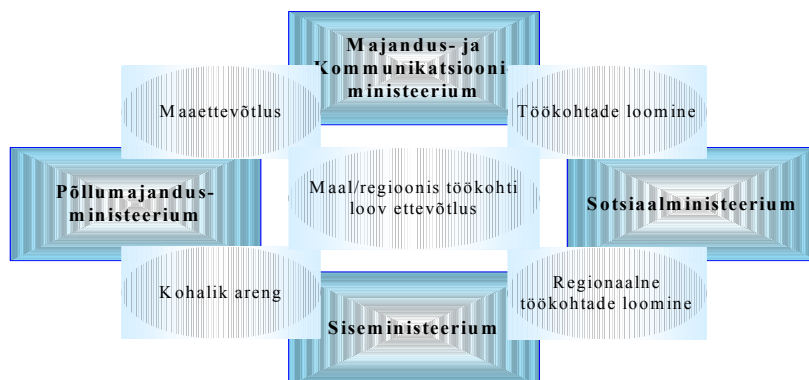 Majandus- ja
Kommunikatsiooni-
ministeerium
Maaettevõtlus
Töökohtade loomine
Põllumajandus-
ministeerium
Maal/regioonis töökohti
loov ettevõtlus
Sotsiaalministeerium
Kohalik areng
Regionaalne
töökohtade loomine
Siseministeerium